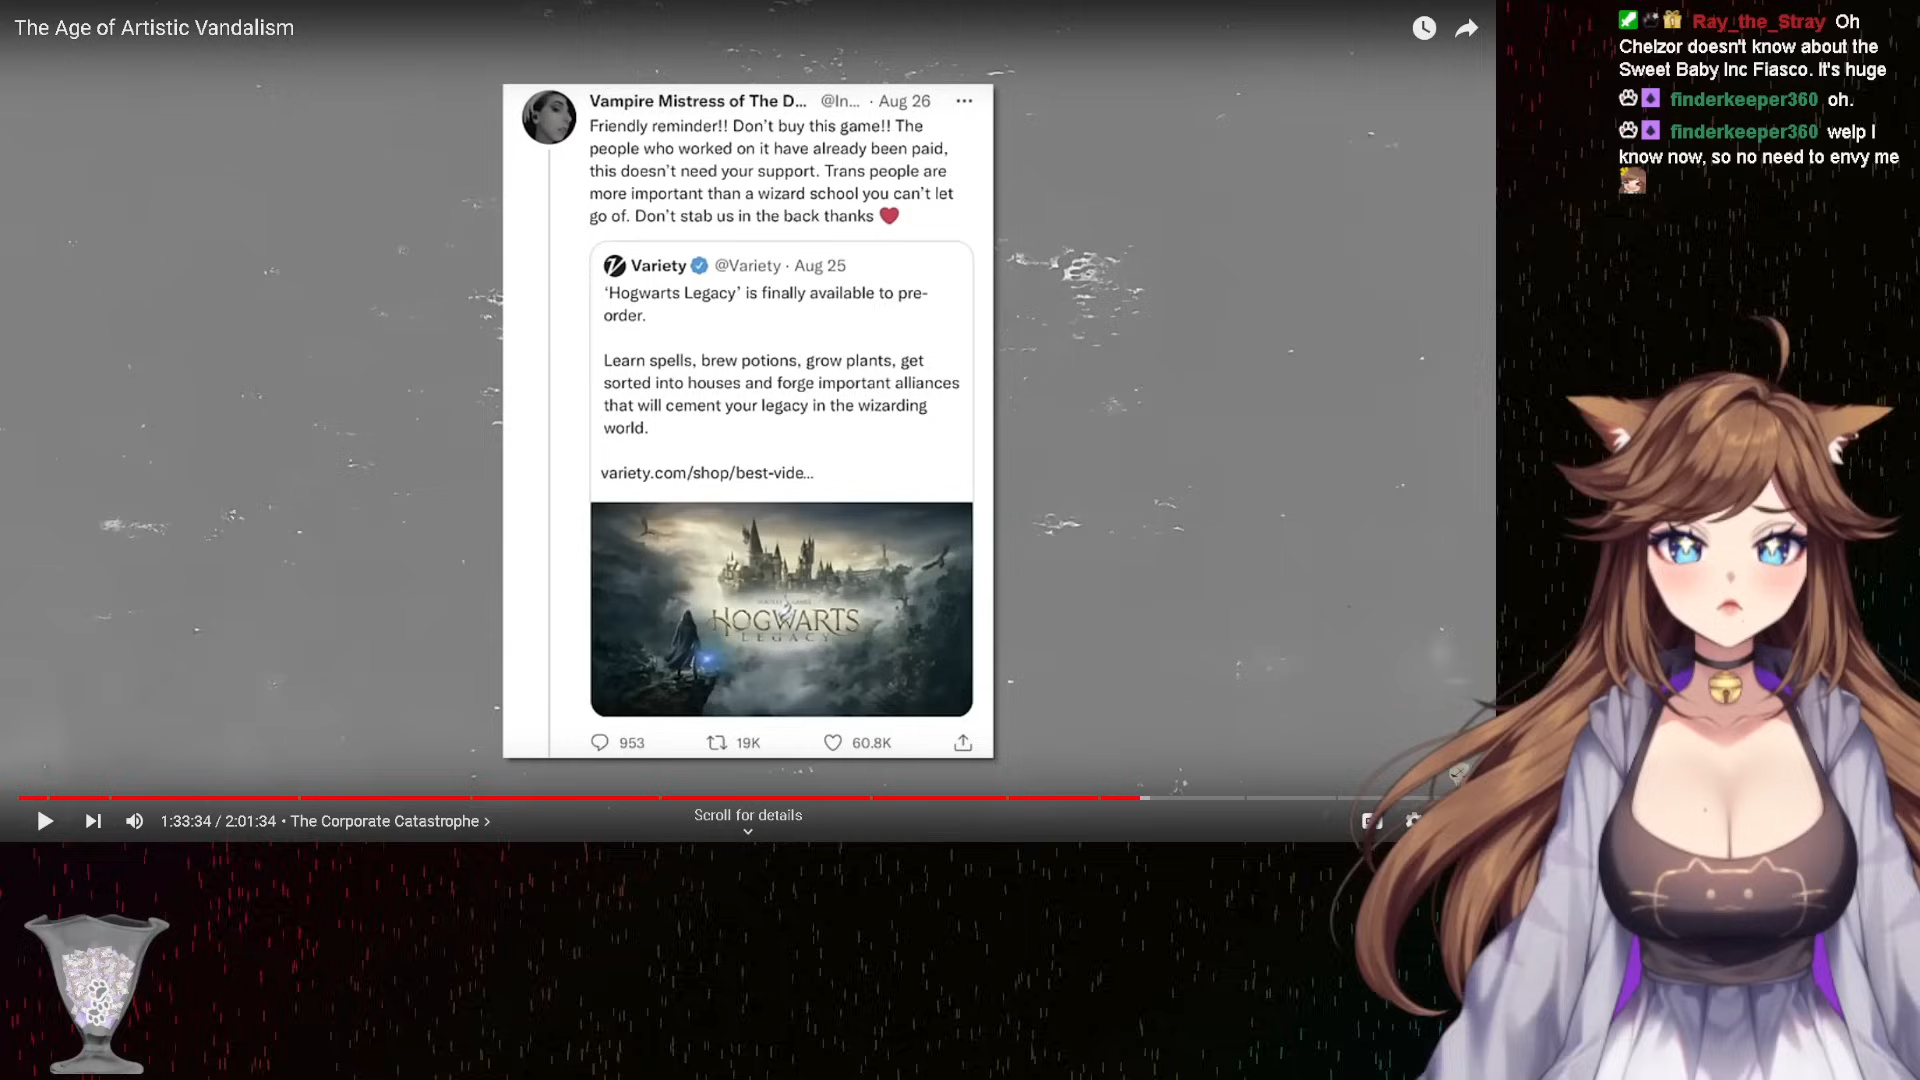 The Age of Artistic Vandalism
Vampire Mistress of The D... @In... · Aug 26
Friendly reminder!! Don't buy this game!! The
people who worked on it have already been paid,
this doesn't need your support. Trans people are
more important than a wizard school you can't let
go of. Don't stab us in the back thanks ❤️
Variety @Variety · Aug 25
'Hogwarts Legacy' is finally available to pre-
order.
Learn spells, brew potions, grow plants, get
sorted into houses and forge important alliances
that will cement your legacy in the wizarding
world.
variety.com/shop/best-vide...
HOGWARTS
LEGACY
953 19K 60.8K
1:33:34 / 2:01:34 • The Corporate Catastrophe >
Scroll for details
Ray_the_Stray Oh
Chelzor doesn't know about the
Sweet Baby Inc Fiasco. It's huge
finderkeeper360 oh.
finderkeeper360 welp I
know now, so no need to envy me